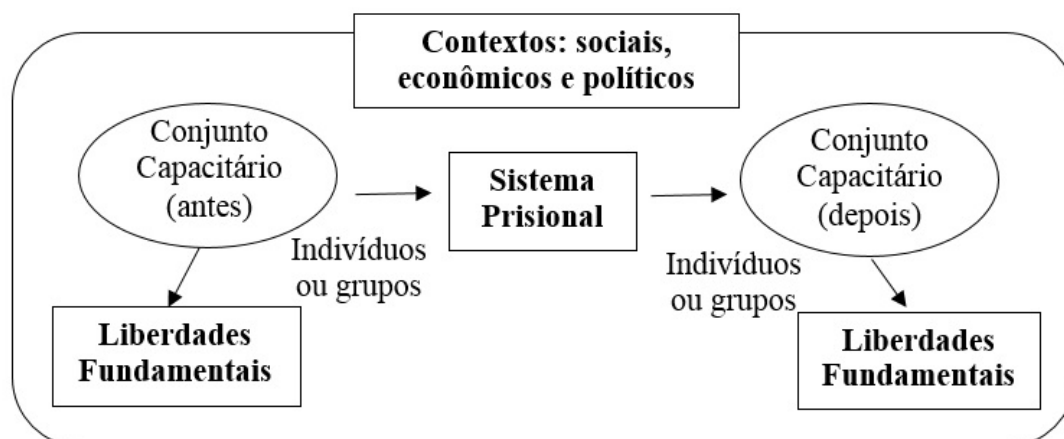 Contextos: sociais,
econômicos e políticos
Conjunto
Capacitário
(antes)
Indivíduos
ou grupos
Sistema
Prisional
Conjunto
Capacitário
(depois)
Indivíduos
ou grupos
Liberdades
Fundamentais
Liberdades
Fundamentais